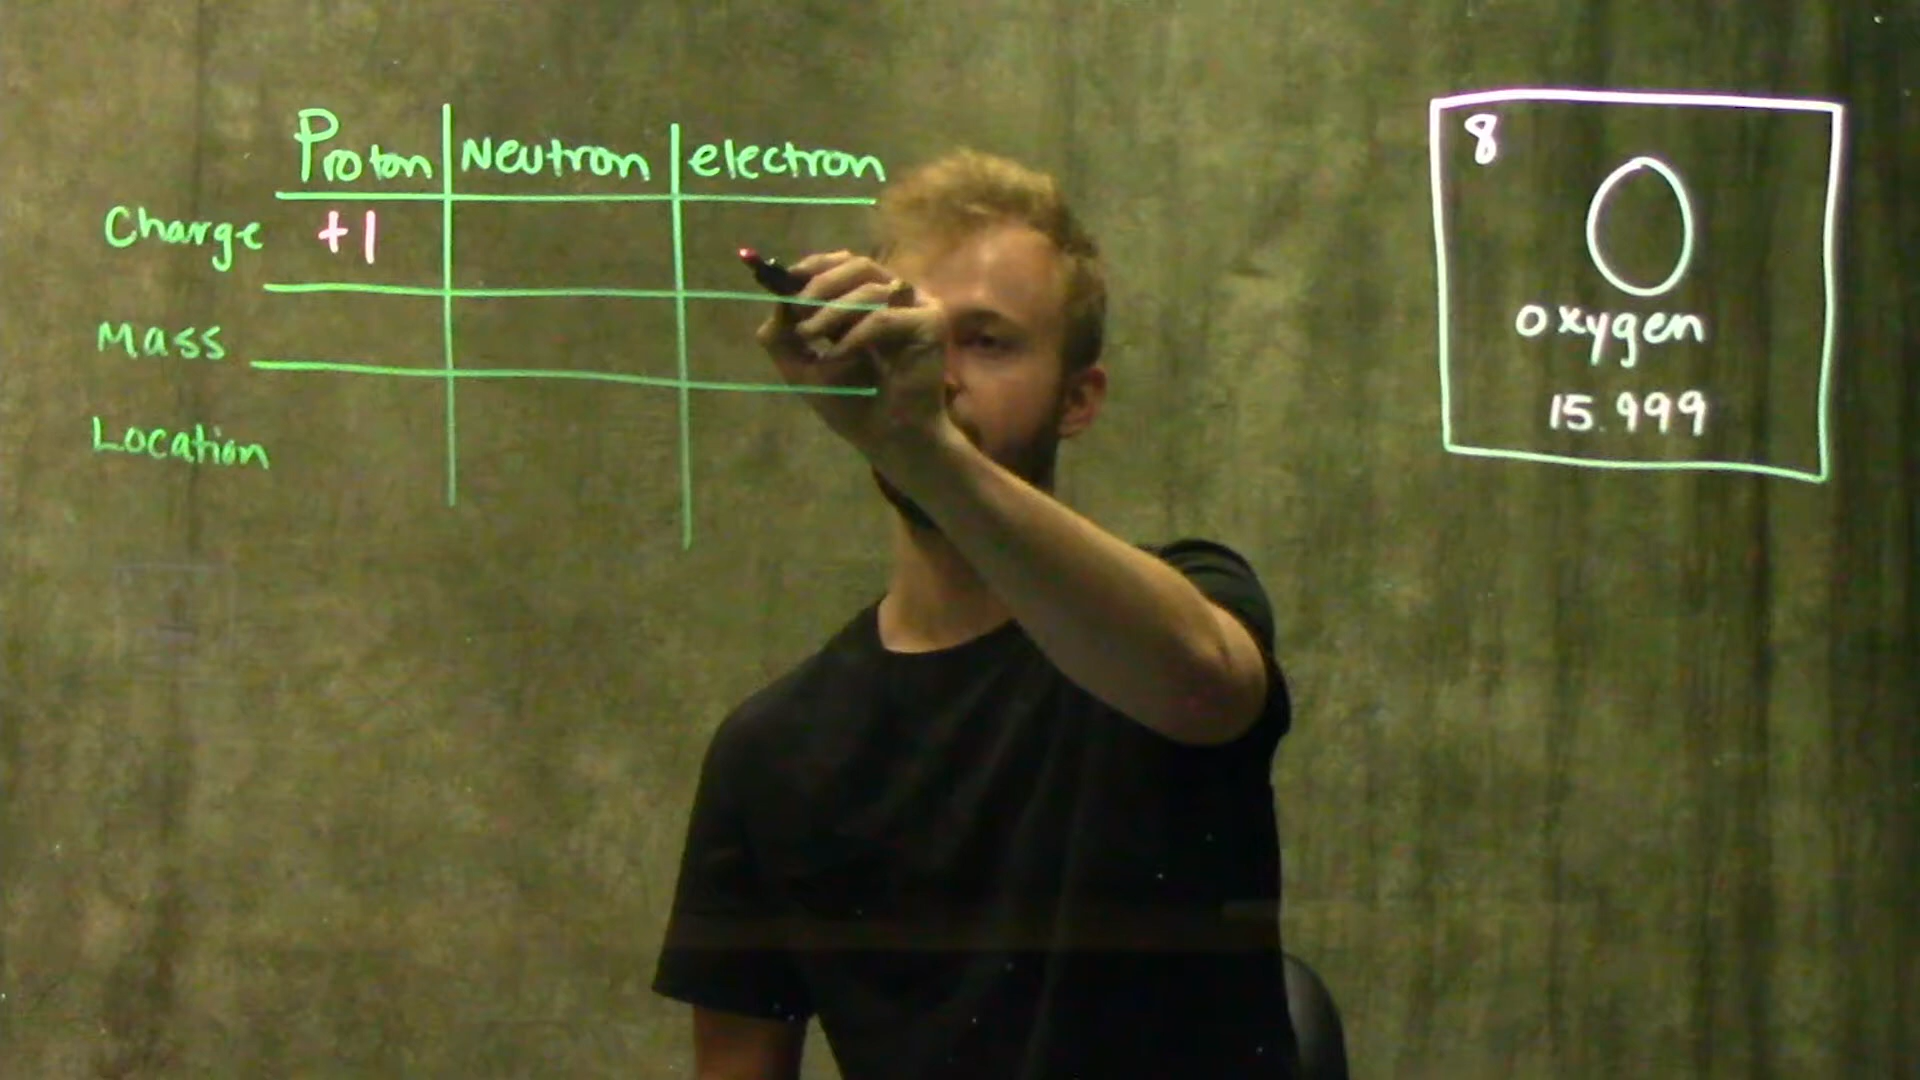 Proton Neutron electron
Charge +1
Mass
Location
8
O
oxygen
15.999